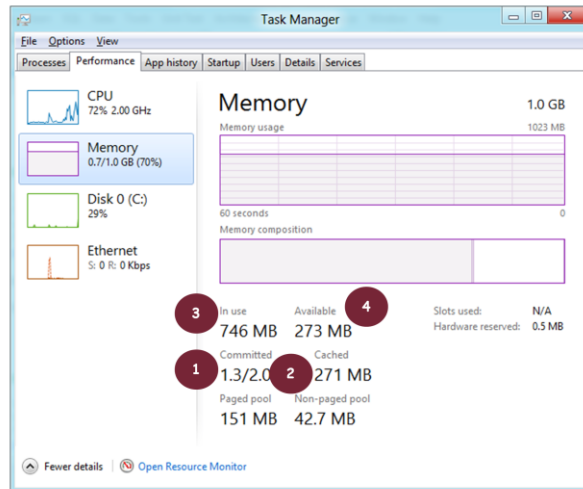 Task Manager
File Options View
Processes Performance App history Startup Users Details Services
CPU
72% 2.00 GHz
Memory
0.7/1.0 GB (70%)
Disk 0 (C:)
29%
Ethernet
S: 0 R: 0 Kbps
Memory 1.0 GB
Memory usage 1023 MB
60 seconds 0
Memory composition
3 In use Available 4
746 MB 273 MB
Slots used: N/A
Hardware reserved: 0.5 MB
1 Committed 2 Cached
1.3/2.0 271 MB
Paged pool Non-paged pool
151 MB 42.7 MB
Fewer details Open Resource Monitor